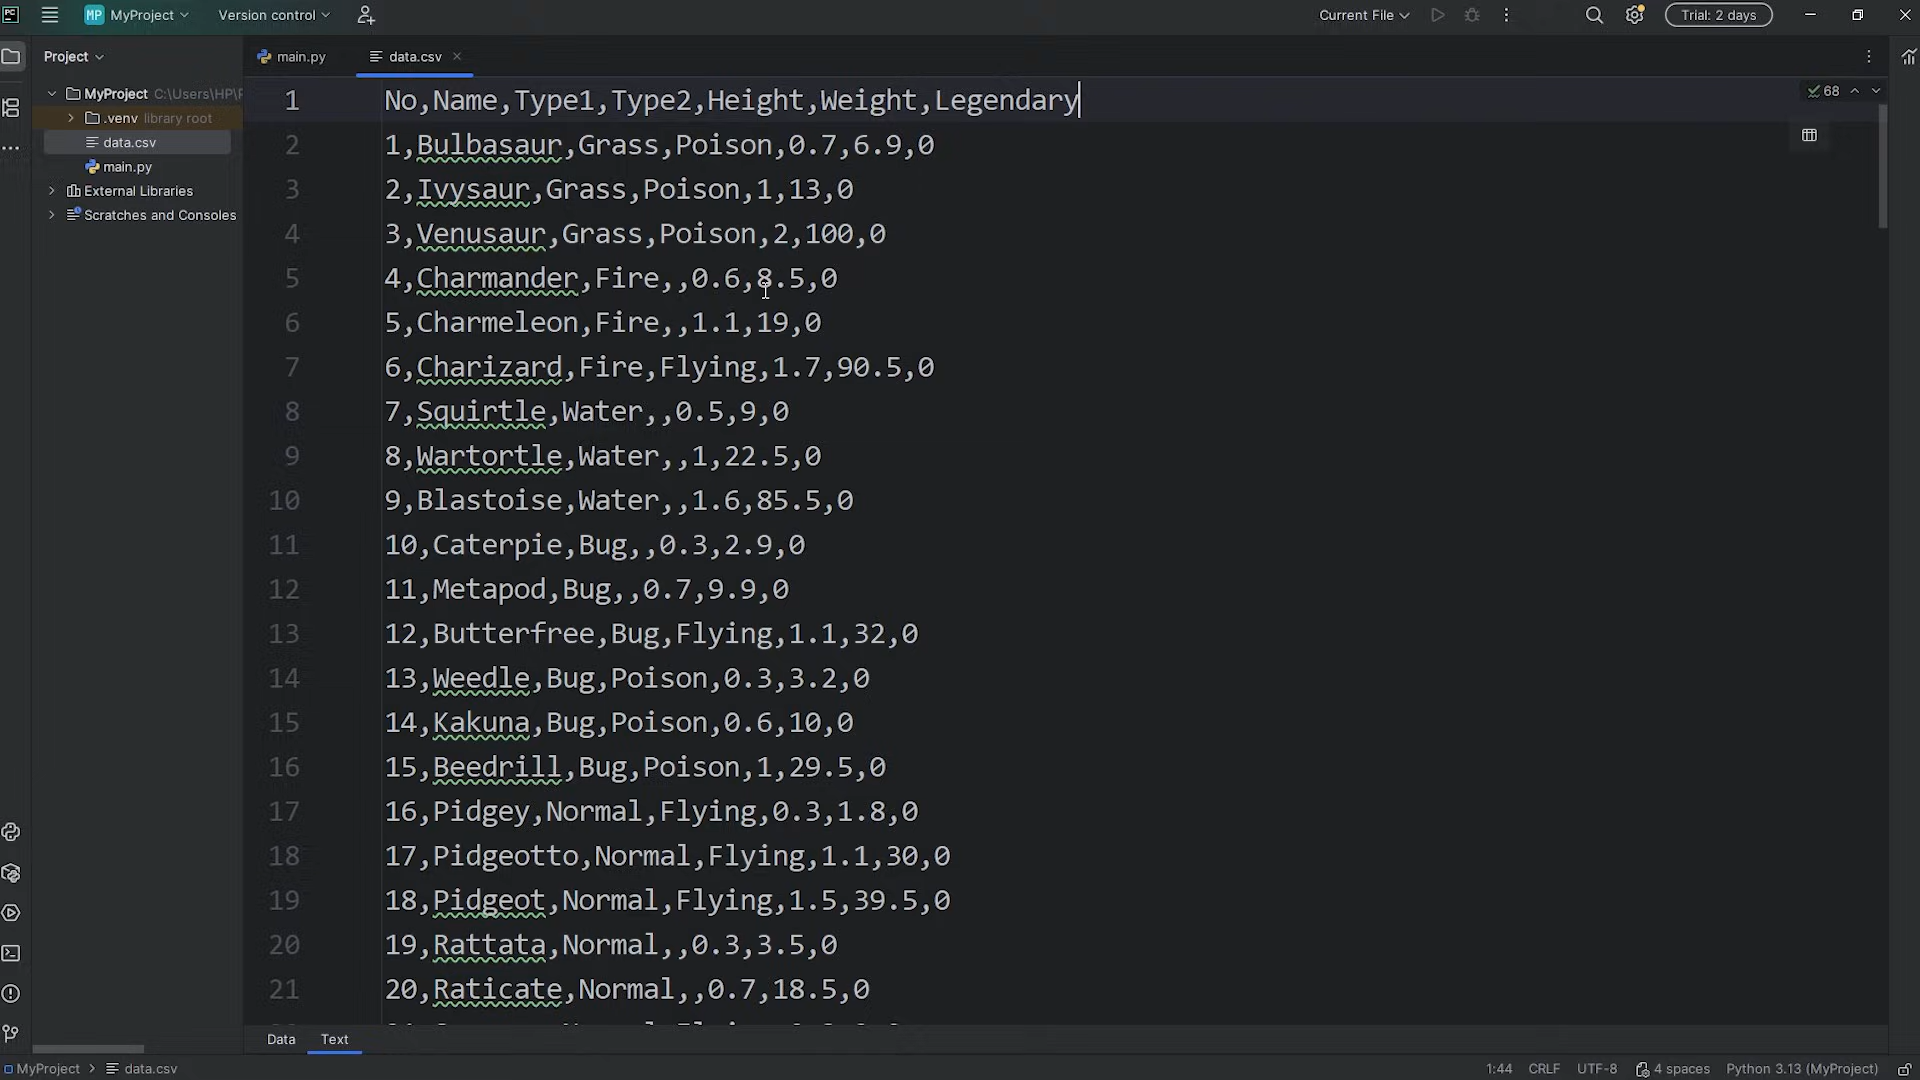 PC MP MyProject Version control Current File Trial: 2 days
Project main.py data.csv
MyProject C:\Users\HP\
.venv library root
data.csv
main.py
External Libraries
Scratches and Consoles
68
1 No,Name,Type1,Type2,Height,Weight,Legendary
2 1,Bulbasaur,Grass,Poison,0.7,6.9,0
3 2,Ivysaur,Grass,Poison,1,13,0
4 3,Venusaur,Grass,Poison,2,100,0
5 4,Charmander,Fire,,0.6,8.5,0
6 5,Charmeleon,Fire,,1.1,19,0
7 6,Charizard,Fire,Flying,1.7,90.5,0
8 7,Squirtle,Water,,0.5,9,0
9 8,Wartortle,Water,,1,22.5,0
10 9,Blastoise,Water,,1.6,85.5,0
11 10,Caterpie,Bug,,0.3,2.9,0
12 11,Metapod,Bug,,0.7,9.9,0
13 12,Butterfree,Bug,Flying,1.1,32,0
14 13,Weedle,Bug,Poison,0.3,3.2,0
15 14,Kakuna,Bug,Poison,0.6,10,0
16 15,Beedrill,Bug,Poison,1,29.5,0
17 16,Pidgey,Normal,Flying,0.3,1.8,0
18 17,Pidgeotto,Normal,Flying,1.1,30,0
19 18,Pidgeot,Normal,Flying,1.5,39.5,0
20 19,Rattata,Normal,,0.3,3.5,0
21 20,Raticate,Normal,,0.7,18.5,0
Data Text
MyProject > data.csv 1:44 CRLF UTF-8 4 spaces Python 3.13 (MyProject)